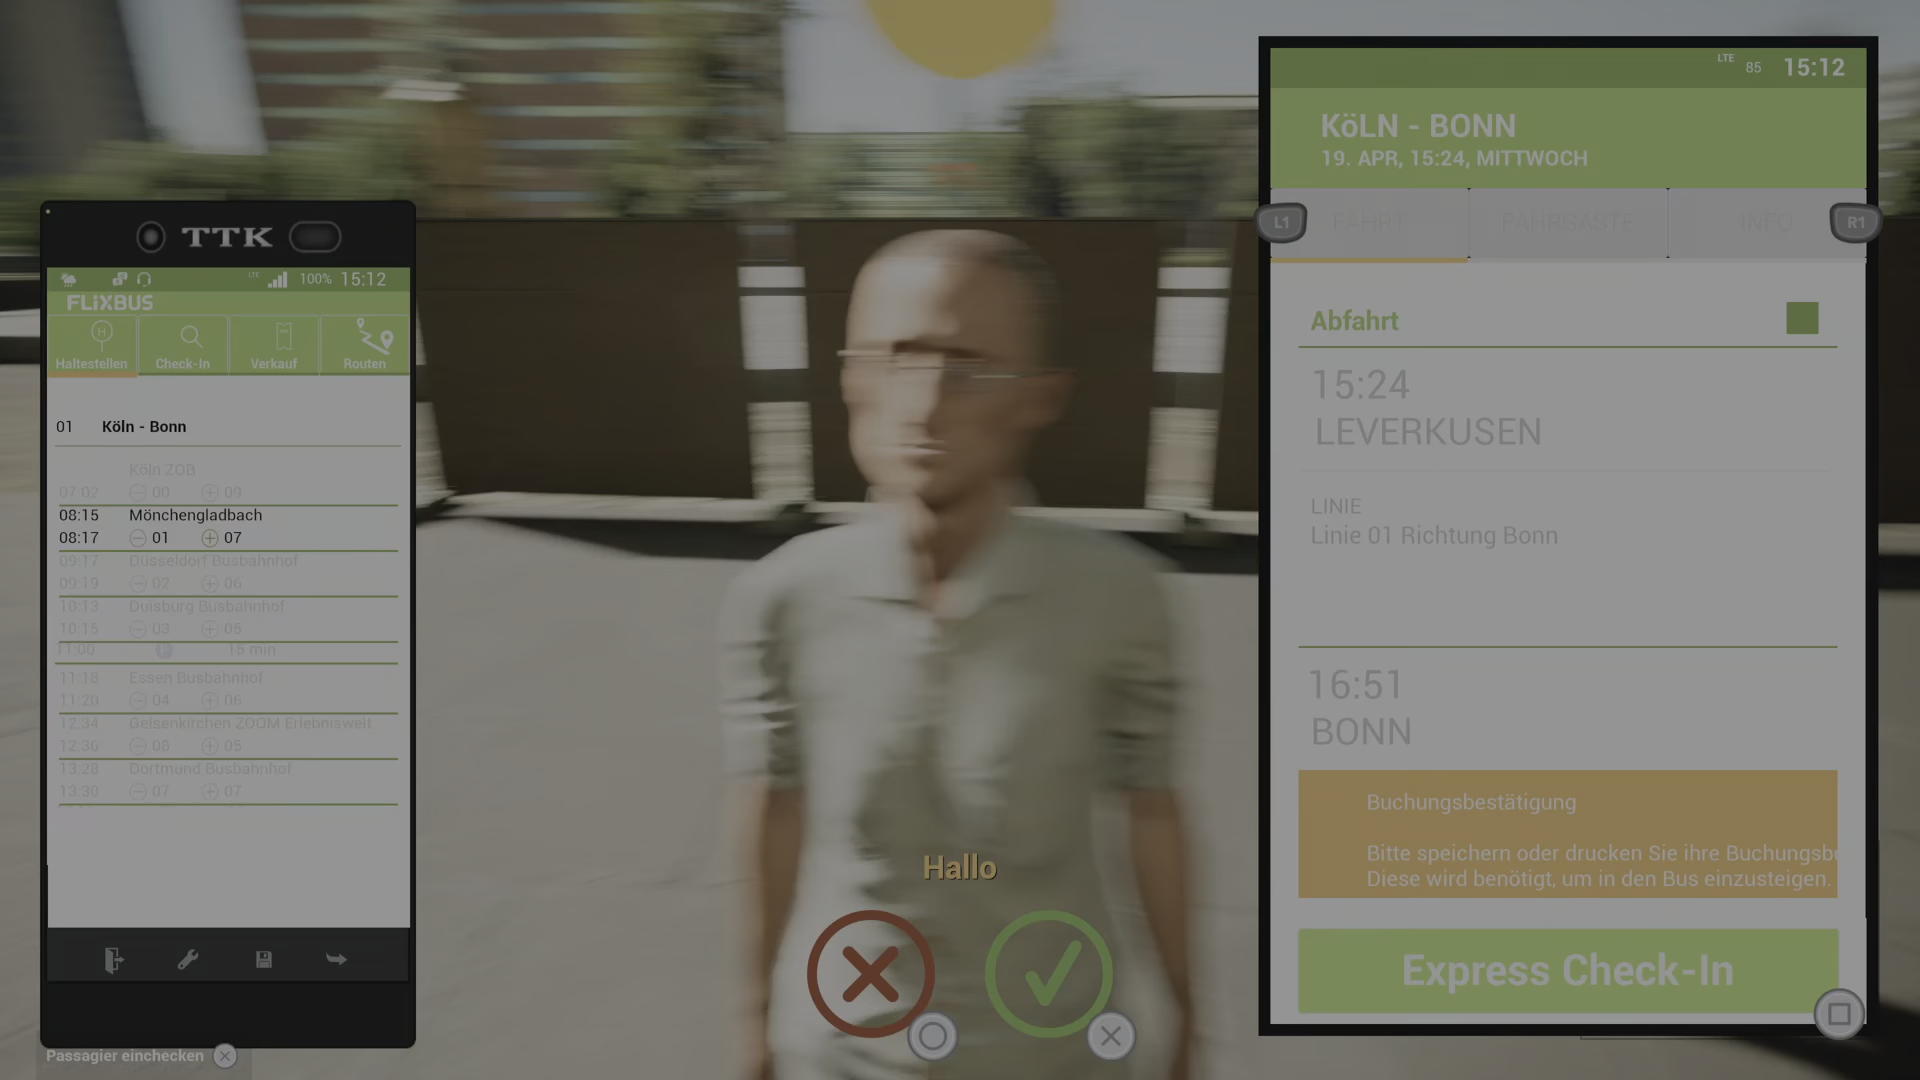 TTK
LTE 100% 15:12
FLiXBUS
Haltestellen Check-In Verkauf Routen
01 Köln - Bonn
Köln ZOB
07:02 00 09
08:15 Mönchengladbach
08:17 01 07
09:17 Düsseldorf Busbahnhof
09:19 02 06
10:13 Duisburg Busbahnhof
10:15 03 05
11:00 P 15 min
11:18 Essen Busbahnhof
11:20 04 06
12:34 Gelsenkirchen ZOOM Erlebniswelt
12:36 08 05
13:28 Dortmund Busbahnhof
13:30 07 07
Passagier einchecken
Hallo
LTE 85 15:12
KöLN - BONN
19. APR, 15:24, MITTWOCH
L1 FAHRT FAHRGÄSTE INFO R1
Abfahrt
15:24
LEVERKUSEN
LINIE
Linie 01 Richtung Bonn
16:51
BONN
Buchungsbestätigung
Bitte speichern oder drucken Sie ihre Buchungsb
Diese wird benötigt, um in den Bus einzusteigen.
Express Check-In